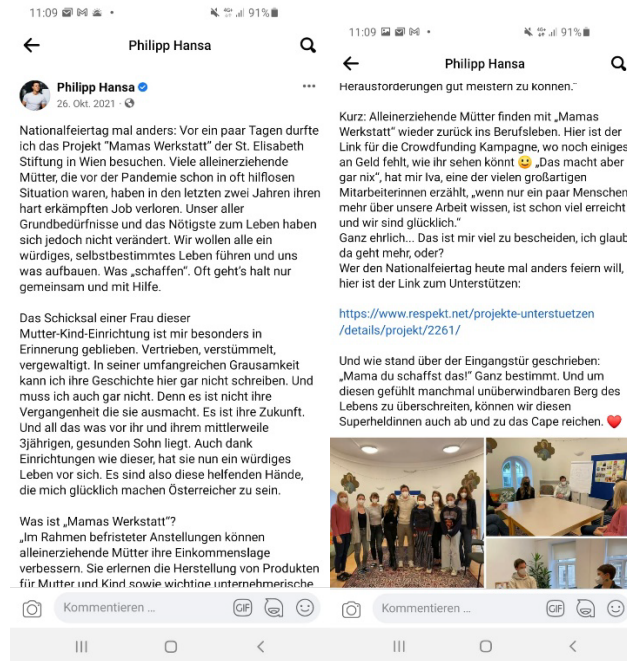 11:09
91%
Philipp Hansa
Philipp Hansa
26. Okt. 2021 ·
Nationalfeiertag mal anders: Vor ein paar Tagen durfte
ich das Projekt "Mamas Werkstatt" der St. Elisabeth
Stiftung in Wien besuchen. Viele alleinerziehende
Mütter, die vor der Pandemie schon in oft hilflosen
Situation waren, haben in den letzten zwei Jahren ihren
hart erkämpften Job verloren. Unser aller
Grundbedürfnisse und das Nötigste zum Leben haben
sich jedoch nicht verändert. Wir wollen alle ein
würdiges, selbstbestimmtes Leben führen und uns
was aufbauen. Was „schaffen“. Oft geht's halt nur
gemeinsam und mit Hilfe.
Das Schicksal einer Frau dieser
Mutter-Kind-Einrichtung ist mir besonders in
Erinnerung geblieben. Vertrieben, verstümmelt,
vergewaltigt. In seiner umfangreichen Grausamkeit
kann ich ihre Geschichte hier gar nicht schreiben. Und
muss ich auch gar nicht. Denn es ist nicht ihre
Vergangenheit die sie ausmacht. Es ist ihre Zukunft.
Und all das was vor ihr und ihrem mittlerweile
3jährigen, gesunden Sohn liegt. Auch dank
Einrichtungen wie dieser, hat sie nun ein würdiges
Leben vor sich. Es sind also diese helfenden Hände,
die mich glücklich machen Österreicher zu sein.
Was ist „Mamas Werkstatt“?
„Im Rahmen befristeter Anstellungen können
alleinerziehende Mütter ihre Einkommenslage
verbessern. Sie erlernen die Herstellung von Produkten
für Mutter und Kind sowie wichtige unternehmerische
Kommentieren ...
GIF
11:09
91%
Philipp Hansa
Herausforderungen gut meistern zu können."
Kurz: Alleinerziehende Mütter finden mit „Mamas
Werkstatt“ wieder zurück ins Berufsleben. Hier ist der
Link für die Crowdfunding Kampagne, wo noch einiges
an Geld fehlt, wie ihr sehen könnt 😃 „Das macht aber
gar nix“, hat mir Iva, eine der vielen großartigen
Mitarbeiterinnen erzählt, „wenn nur ein paar Menschen
mehr über unsere Arbeit wissen, ist schon viel erreicht
und wir sind glücklich.“
Ganz ehrlich... Das ist mir viel zu bescheiden, ich glaub
da geht mehr, oder?
Wer den Nationalfeiertag heute mal anders feiern will,
hier ist der Link zum Unterstützen:
https://www.respekt.net/projekte-unterstuetzen
/details/projekt/2261/
Und wie stand über der Eingangstür geschrieben:
„Mama du schaffst das!“ Ganz bestimmt. Und um
diesen gefühlt manchmal unüberwindbaren Berg des
Lebens zu überschreiten, können wir diesen
Superheldinnen auch ab und zu das Cape reichen. ❤️
Kommentieren ...
GIF